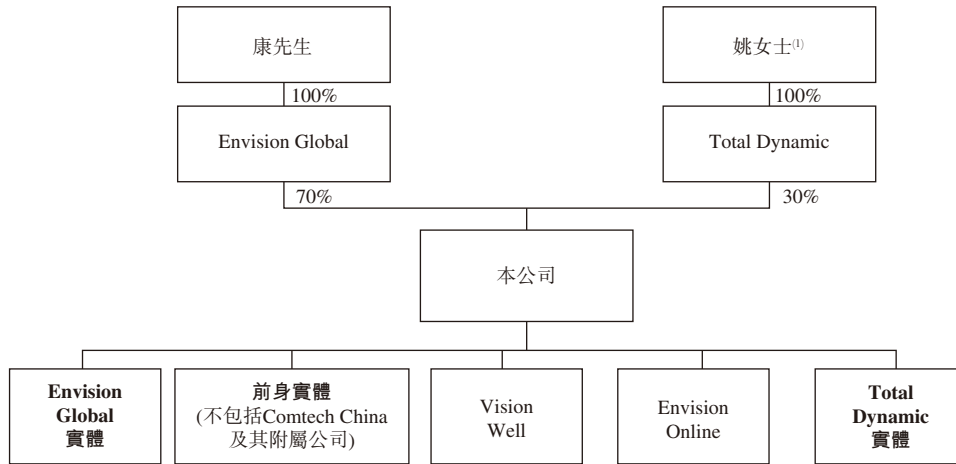 康先生
姚女士(1)
100%
100%
Envision Global
Total Dynamic
70%
30%
本公司
Envision
Global
實體
前身實體
(不包括Comtech China
及其附屬公司)
Vision
Well
Envision
Online
Total
Dynamic
實體